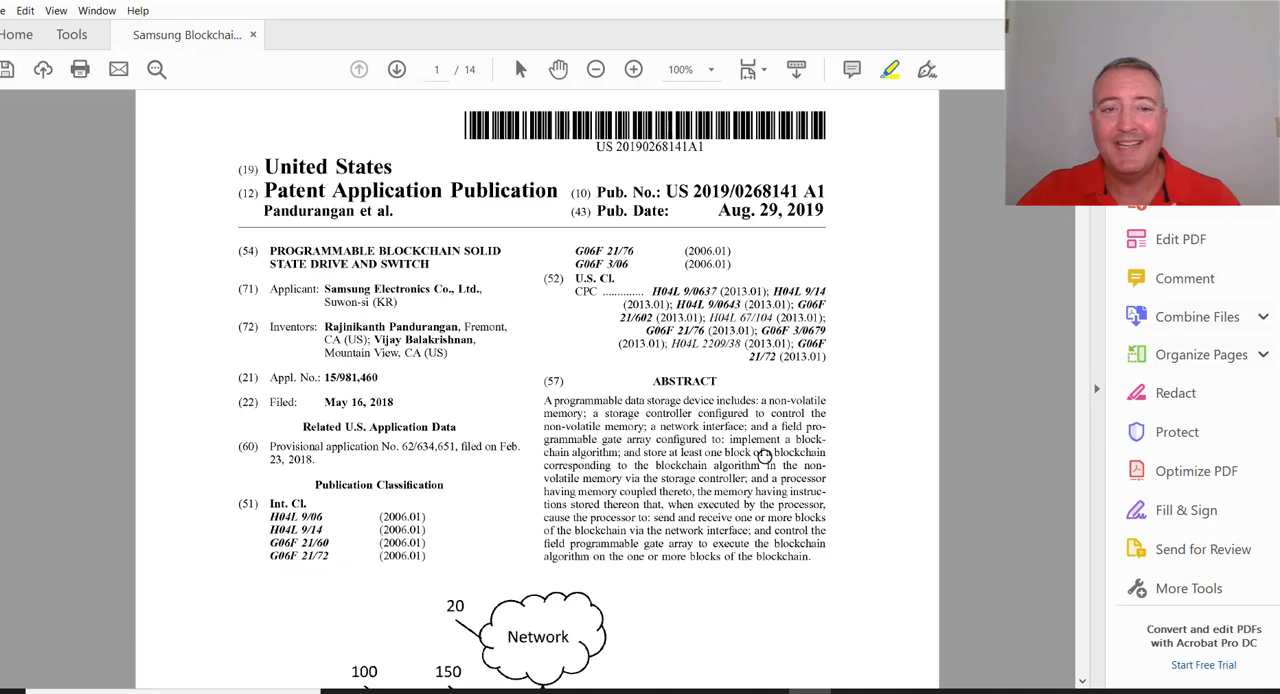 Edit View Window Help
Home Tools Samsung Blockchai... ×
1 / 14 100%
US 20190268141A1
(19) United States
(12) Patent Application Publication
Pandurangan et al.
(10) Pub. No.: US 2019/0268141 A1
(43) Pub. Date: Aug. 29, 2019
(54) PROGRAMMABLE BLOCKCHAIN SOLID
STATE DRIVE AND SWITCH
(71) Applicant: Samsung Electronics Co., Ltd.,
Suwon-si (KR)
(72) Inventors: Rajinikanth Pandurangan, Fremont,
CA (US); Vijay Balakrishnan,
Mountain View, CA (US)
(21) Appl. No.: 15/981,460
(22) Filed: May 16, 2018
Related U.S. Application Data
(60) Provisional application No. 62/634,651, filed on Feb.
23, 2018.
Publication Classification
(51) Int. Cl.
H04L 9/06 (2006.01)
H04L 9/14 (2006.01)
G06F 21/60 (2006.01)
G06F 21/72 (2006.01)
G06F 21/76 (2006.01)
G06F 3/06 (2006.01)
(52) U.S. Cl.
CPC ............. H04L 9/0637 (2013.01); H04L 9/14
(2013.01); H04L 9/0643 (2013.01); G06F
21/602 (2013.01); H04L 67/104 (2013.01);
G06F 21/76 (2013.01); G06F 3/0679
(2013.01); H04L 2209/38 (2013.01); G06F
21/72 (2013.01)
(57) ABSTRACT
A programmable data storage device includes: a non-volatile
memory; a storage controller configured to control the
non-volatile memory; a network interface; and a field pro-
grammable gate array configured to: implement a block-
chain algorithm; and store at least one block of a blockchain
corresponding to the blockchain algorithm in the non-
volatile memory via the storage controller; and a processor
having memory coupled thereto, the memory having instruc-
tions stored thereon that, when executed by the processor,
cause the processor to: send and receive one or more blocks
of the blockchain via the network interface; and control the
field programmable gate array to execute the blockchain
algorithm on the one or more blocks of the blockchain.
20
Network
100 150
Edit PDF
Comment
Combine Files
Organize Pages
Redact
Protect
Optimize PDF
Fill & Sign
Send for Review
More Tools
Convert and edit PDFs
with Acrobat Pro DC
Start Free Trial